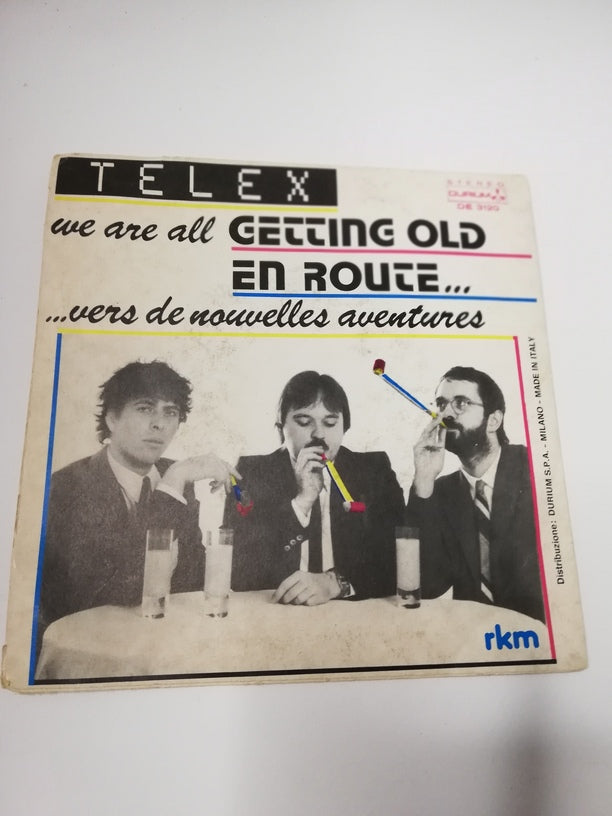 TELEX
STEREO
DURIUM
DE 3120
we are all GETTING OLD
EN ROUTE...
...vers de nouvelles aventures
Distribuzione: DURIUM S.P.A. - MILANO - MADE IN ITALY
rkm